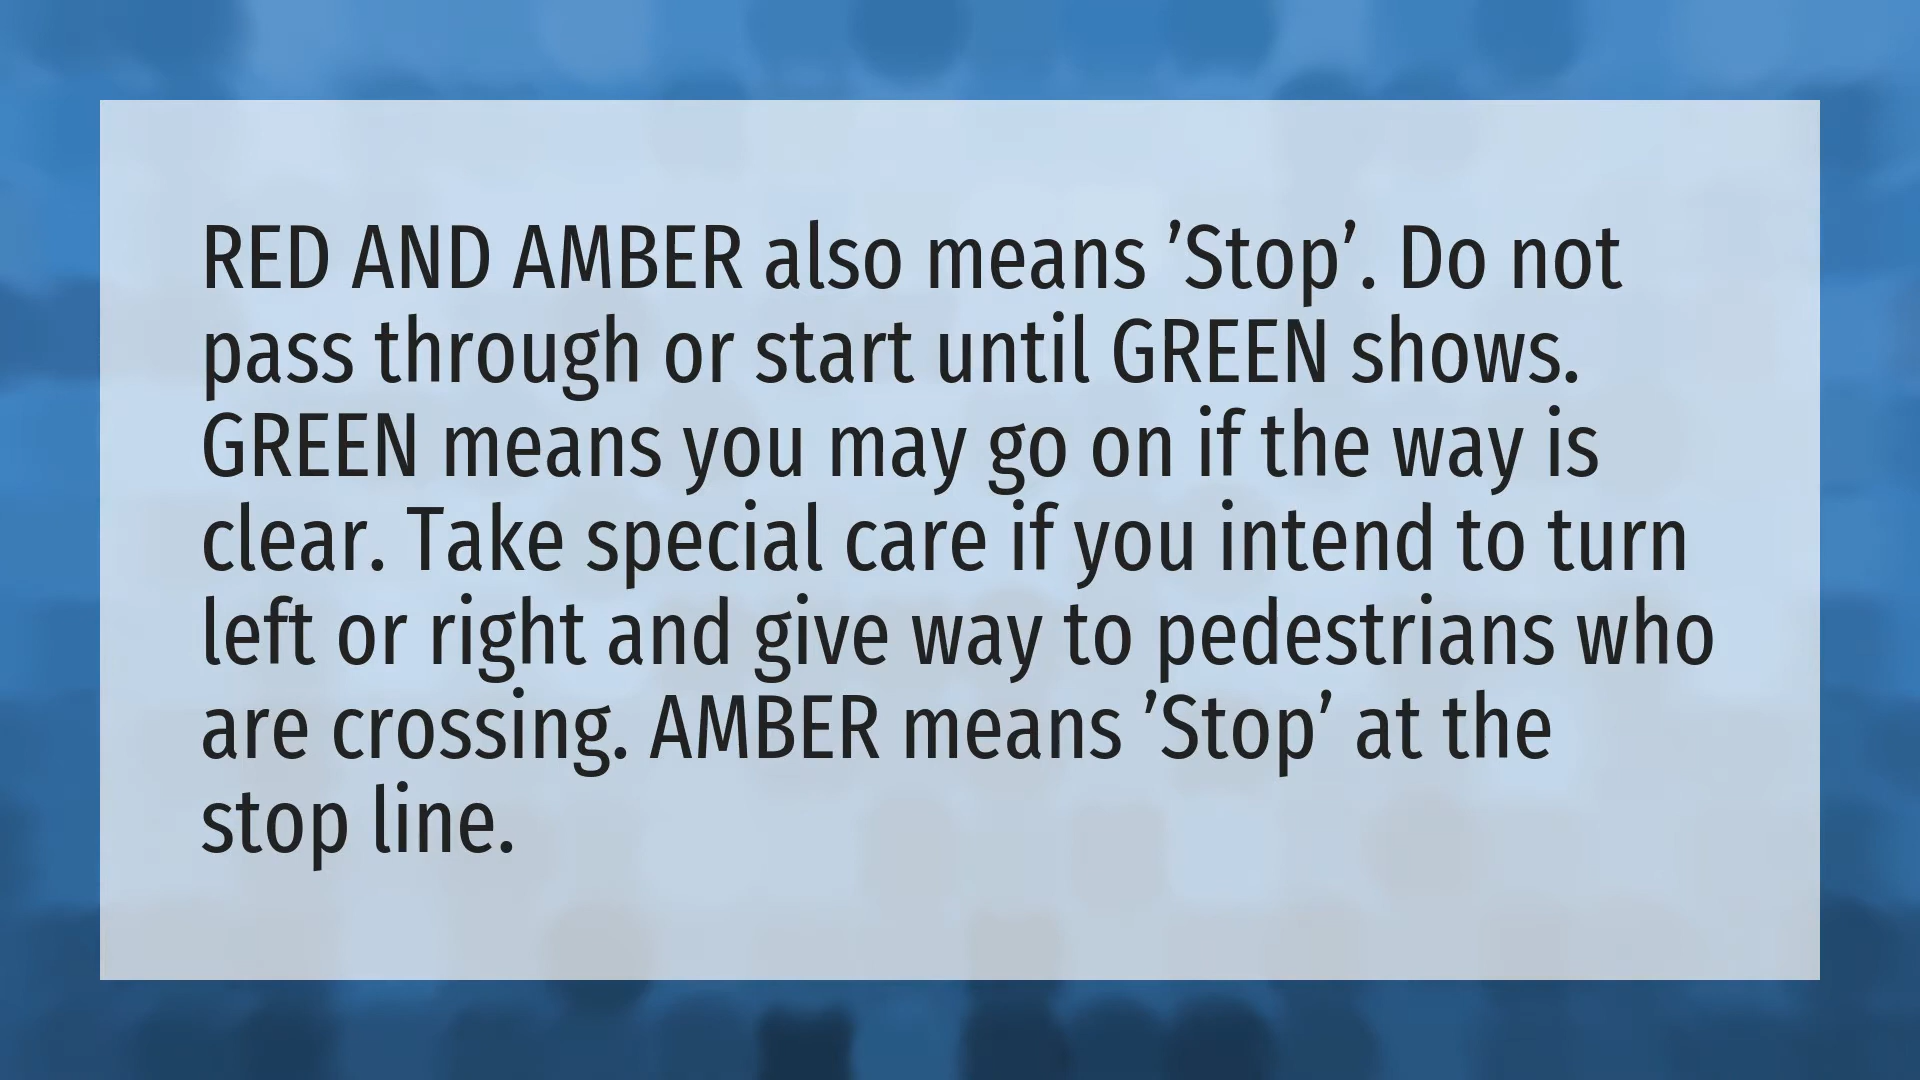 RED AND AMBER also means ’Stop’. Do not
pass through or start until GREEN shows.
GREEN means you may go on if the way is
clear. Take special care if you intend to turn
left or right and give way to pedestrians who
are crossing. AMBER means ’Stop’ at the
stop line.